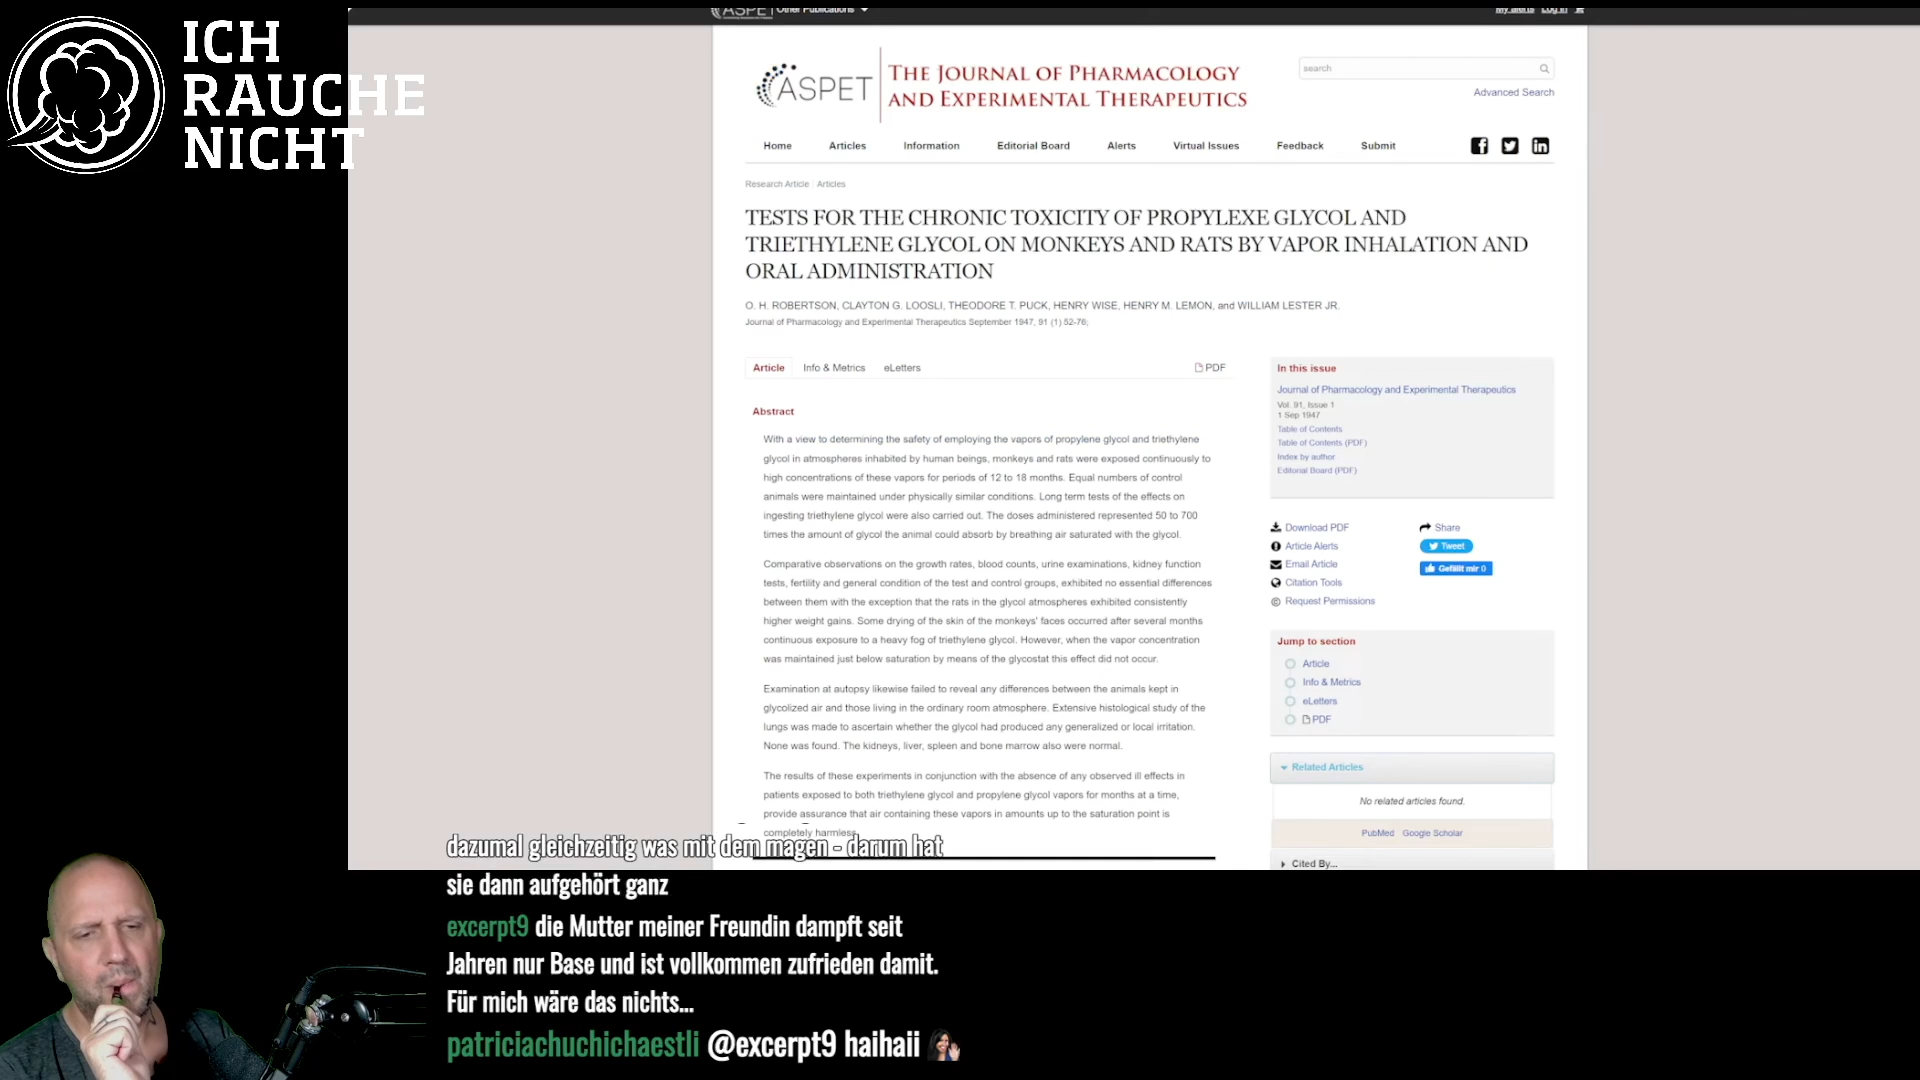 ICH
RAUCHE
NICHT
ASPET Other Publications
My alerts Log in
ASPET
THE JOURNAL OF PHARMACOLOGY
AND EXPERIMENTAL THERAPEUTICS
search
Advanced Search
Home Articles Information Editorial Board Alerts Virtual Issues Feedback Submit
Research Article Articles
TESTS FOR THE CHRONIC TOXICITY OF PROPYLEXE GLYCOL AND
TRIETHYLENE GLYCOL ON MONKEYS AND RATS BY VAPOR INHALATION AND
ORAL ADMINISTRATION
O. H. ROBERTSON, CLAYTON G. LOOSLI, THEODORE T. PUCK, HENRY WISE, HENRY M. LEMON, and WILLIAM LESTER JR.
Journal of Pharmacology and Experimental Therapeutics September 1947, 91 (1) 52-76;
Article Info & Metrics eLetters PDF
Abstract
With a view to determining the safety of employing the vapors of propylene glycol and triethylene
glycol in atmospheres inhabited by human beings, monkeys and rats were exposed continuously to
high concentrations of these vapors for periods of 12 to 18 months. Equal numbers of control
animals were maintained under physically similar conditions. Long term tests of the effects on
ingesting triethylene glycol were also carried out. The doses administered represented 50 to 700
times the amount of glycol the animal could absorb by breathing air saturated with the glycol.
Comparative observations on the growth rates, blood counts, urine examinations, kidney function
tests, fertility and general condition of the test and control groups, exhibited no essential differences
between them with the exception that the rats in the glycol atmospheres exhibited consistently
higher weight gains. Some drying of the skin of the monkeys' faces occurred after several months
continuous exposure to a heavy fog of triethylene glycol. However, when the vapor concentration
was maintained just below saturation by means of the glycostat this effect did not occur.
Examination at autopsy likewise failed to reveal any differences between the animals kept in
glycolized air and those living in the ordinary room atmosphere. Extensive histological study of the
lungs was made to ascertain whether the glycol had produced any generalized or local irritation.
None was found. The kidneys, liver, spleen and bone marrow also were normal.
The results of these experiments in conjunction with the absence of any observed ill effects in
patients exposed to both triethylene glycol and propylene glycol vapors for months at a time,
provide assurance that air containing these vapors in amounts up to the saturation point is
completely harmless.
In this issue
Journal of Pharmacology and Experimental Therapeutics
Vol. 91, Issue 1
1 Sep 1947
Table of Contents
Table of Contents (PDF)
Index by author
Editorial Board (PDF)
Download PDF
Article Alerts
Email Article
Citation Tools
Request Permissions
Share
Tweet
Gefällt mir 0
Jump to section
Article
Info & Metrics
eLetters
PDF
Related Articles
No related articles found.
PubMed Google Scholar
Cited By...
dazumal gleichzeitig was mit dem magen - darum hat
sie dann aufgehört ganz
excerpt9 die Mutter meiner Freundin dampft seit
Jahren nur Base und ist vollkommen zufrieden damit.
Für mich wäre das nichts...
patriciachuchichaestli @excerpt9 haihaii